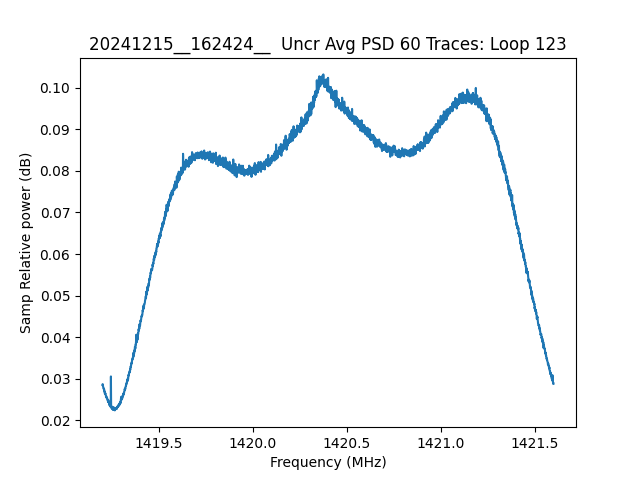 20241215__162424__  Uncr Avg PSD 60 Traces: Loop 123
0.10
0.09
0.08
0.07
0.06
0.05
0.04
0.03
0.02
Samp Relative power (dB)
1419.5 1420.0 1420.5 1421.0 1421.5
Frequency (MHz)